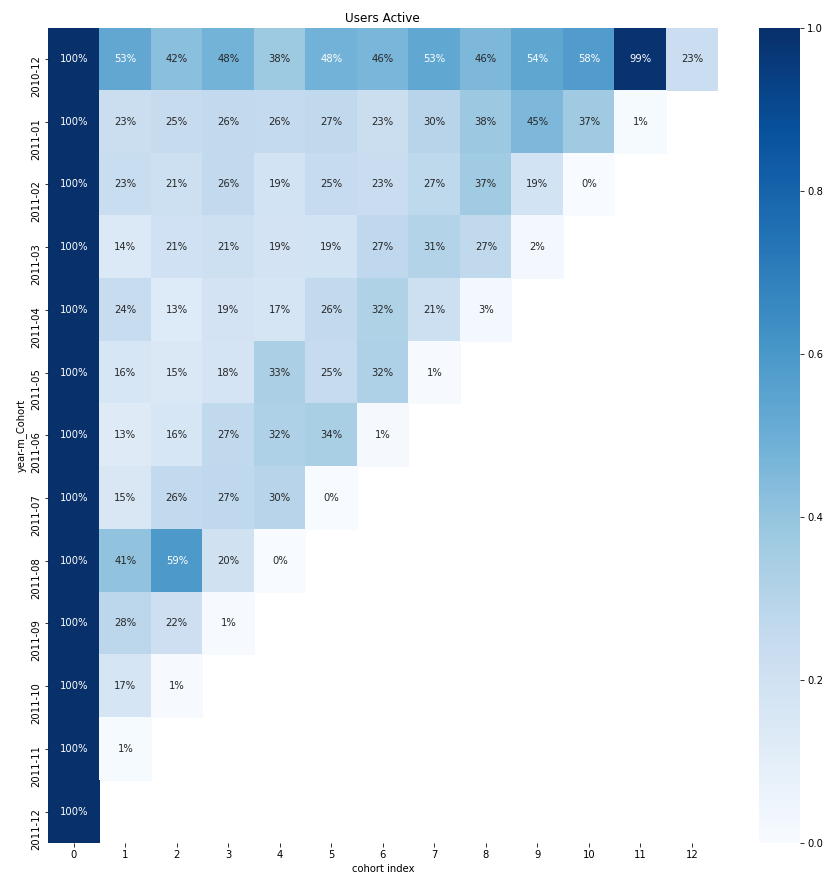 Users Active
2010-12 100% 53% 42% 48% 38% 48% 46% 53% 46% 54% 58% 99% 23%
2011-01 100% 23% 25% 26% 26% 27% 23% 30% 38% 45% 37% 1%
2011-02 100% 23% 21% 26% 19% 25% 23% 27% 37% 19% 0%
2011-03 100% 14% 21% 21% 19% 19% 27% 31% 27% 2%
2011-04 100% 24% 13% 19% 17% 26% 32% 21% 3%
2011-05 100% 16% 15% 18% 33% 25% 32% 1%
2011-06 100% 13% 16% 27% 32% 34% 1%
2011-07 100% 15% 26% 27% 30% 0%
2011-08 100% 41% 59% 20% 0%
2011-09 100% 28% 22% 1%
2011-10 100% 17% 1%
2011-11 100% 1%
2011-12 100%
year-m_Cohort
0 1 2 3 4 5 6 7 8 9 10 11 12
cohort index
1.0
0.8
0.6
0.4
0.2
0.0